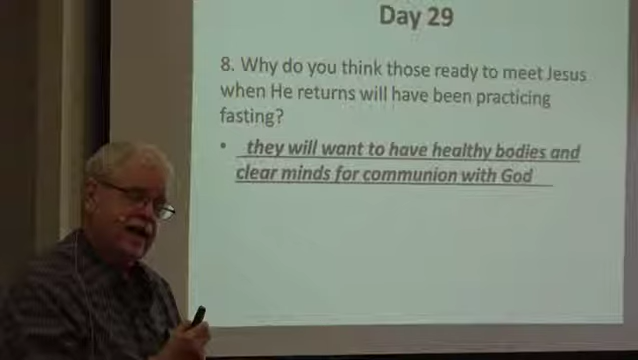 Day 29
8. Why do you think those ready to meet Jesus
when He returns will have been practicing
fasting?
• they will want to have healthy bodies and
clear minds for communion with God